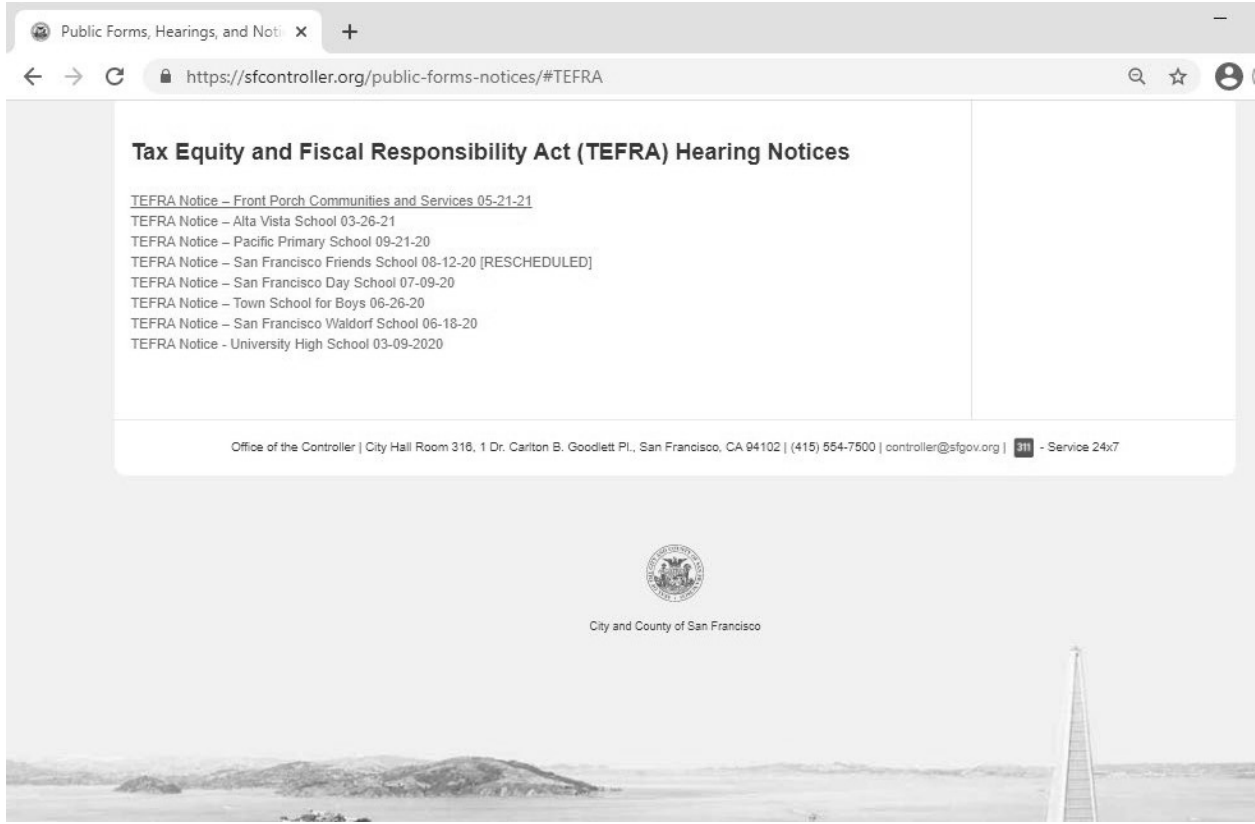 Public Forms, Hearings, and Noti
https://sfcontroller.org/public-forms-notices/#TEFRA
Tax Equity and Fiscal Responsibility Act (TEFRA) Hearing Notices
TEFRA Notice – Front Porch Communities and Services 05-21-21
TEFRA Notice – Alta Vista School 03-26-21
TEFRA Notice – Pacific Primary School 09-21-20
TEFRA Notice – San Francisco Friends School 08-12-20 [RESCHEDULED]
TEFRA Notice – San Francisco Day School 07-09-20
TEFRA Notice – Town School for Boys 06-26-20
TEFRA Notice – San Francisco Waldorf School 06-18-20
TEFRA Notice - University High School 03-09-2020
Office of the Controller | City Hall Room 316, 1 Dr. Carlton B. Goodlett Pl., San Francisco, CA 94102 | (415) 554-7500 | controller@sfgov.org | 311 - Service 24x7
City and County of San Francisco